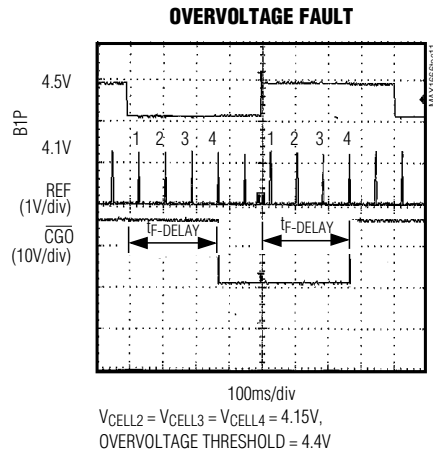 OVERVOLTAGE FAULT
4.5V
B1P
4.1V
1 2 3 4 1 2 3 4
REF
(1V/div)
CGO
(10V/div)
tF-DELAY tF-DELAY
100ms/div
VCELL2 = VCELL3 = VCELL4 = 4.15V,
OVERVOLTAGE THRESHOLD = 4.4V